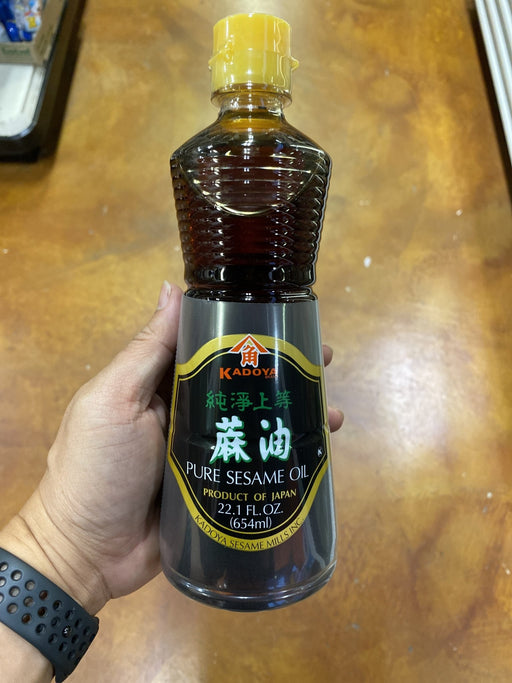 角
KADOYA
純淨上等
蔴油
PURE SESAME OIL
K
PRODUCT OF JAPAN
22.1 FL.OZ.
(654ml)
KADOYA SESAME MILLS INC.